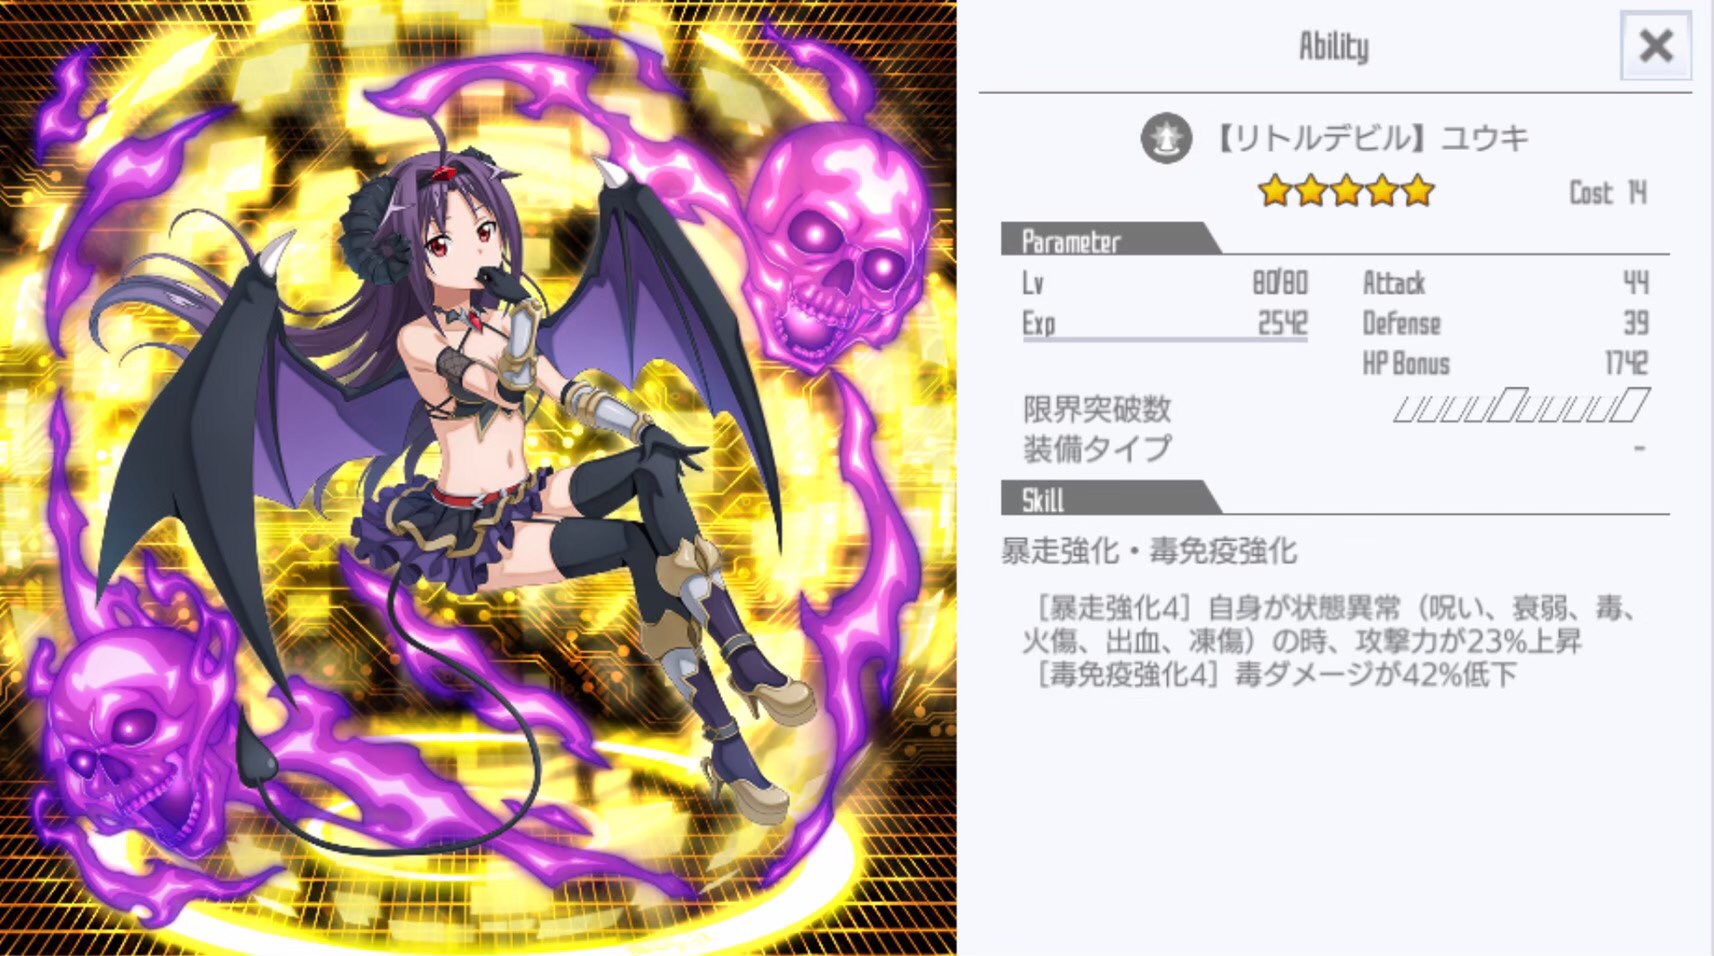 Ability
【リトルデビル】ユウキ
Cost 14
Parameter
Lv 80/80 Attack 44
Exp 2542 Defense 39
HP Bonus 1742
限界突破数
装備タイプ -
Skill
暴走強化・毒免疫強化
［暴走強化4］自身が状態異常（呪い、衰弱、毒、
火傷、出血、凍傷）の時、攻撃力が23%上昇
［毒免疫強化4］毒ダメージが42%低下